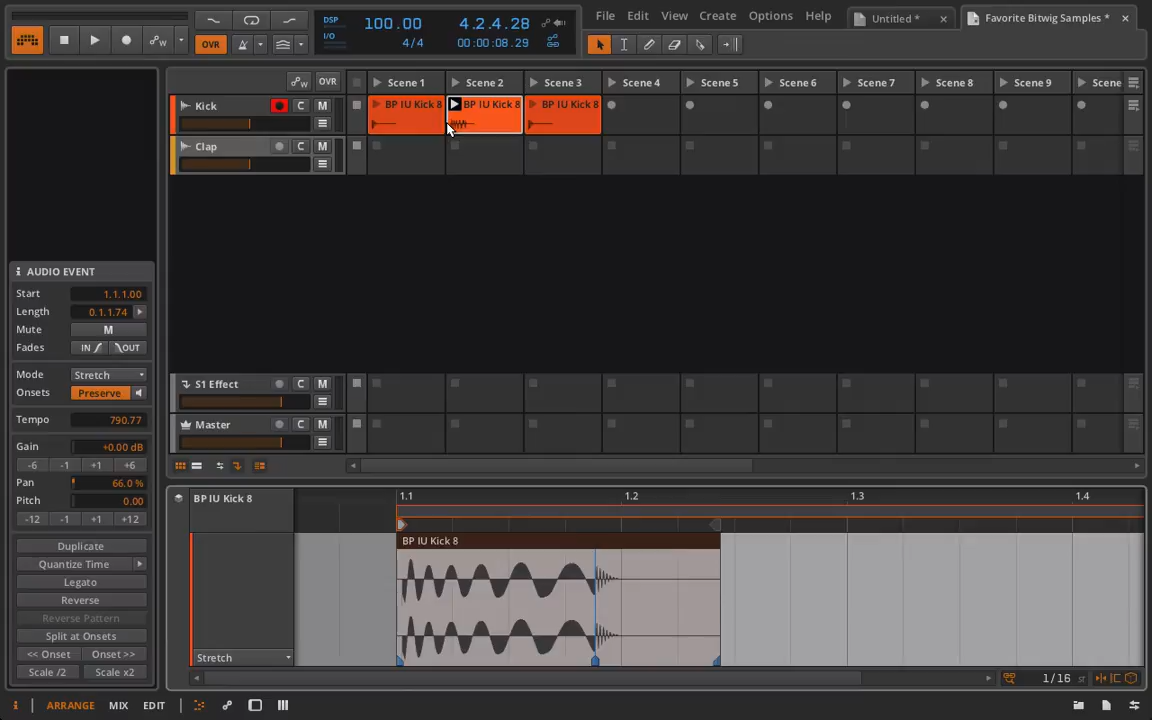 DSP
I/O
100.00
4/4
4.2.4.28
00:00:08.29
File Edit View Create Options Help
Untitled *
Favorite Bitwig Samples *
OVR
OVR
Scene 1 Scene 2 Scene 3 Scene 4 Scene 5 Scene 6 Scene 7 Scene 8 Scene 9 Scene
Kick C M
BP IU Kick 8 BP IU Kick 8 BP IU Kick 8
Clap C M
AUDIO EVENT
Start 1.1.1.00
Length 0.1.1.74
Mute M
Fades IN OUT
Mode Stretch
Onsets Preserve
Tempo 790.77
Gain +0.00 dB
-6 -1 +1 +6
Pan 66.0 %
Pitch 0.00
-12 -1 +1 +12
Duplicate
Quantize Time
Legato
Reverse
Reverse Pattern
Split at Onsets
<< Onset Onset >>
Scale /2 Scale x2
S1 Effect C M
Master C M
BP IU Kick 8
1.1 1.2 1.3 1.4
BP IU Kick 8
Stretch
1/16
ARRANGE MIX EDIT